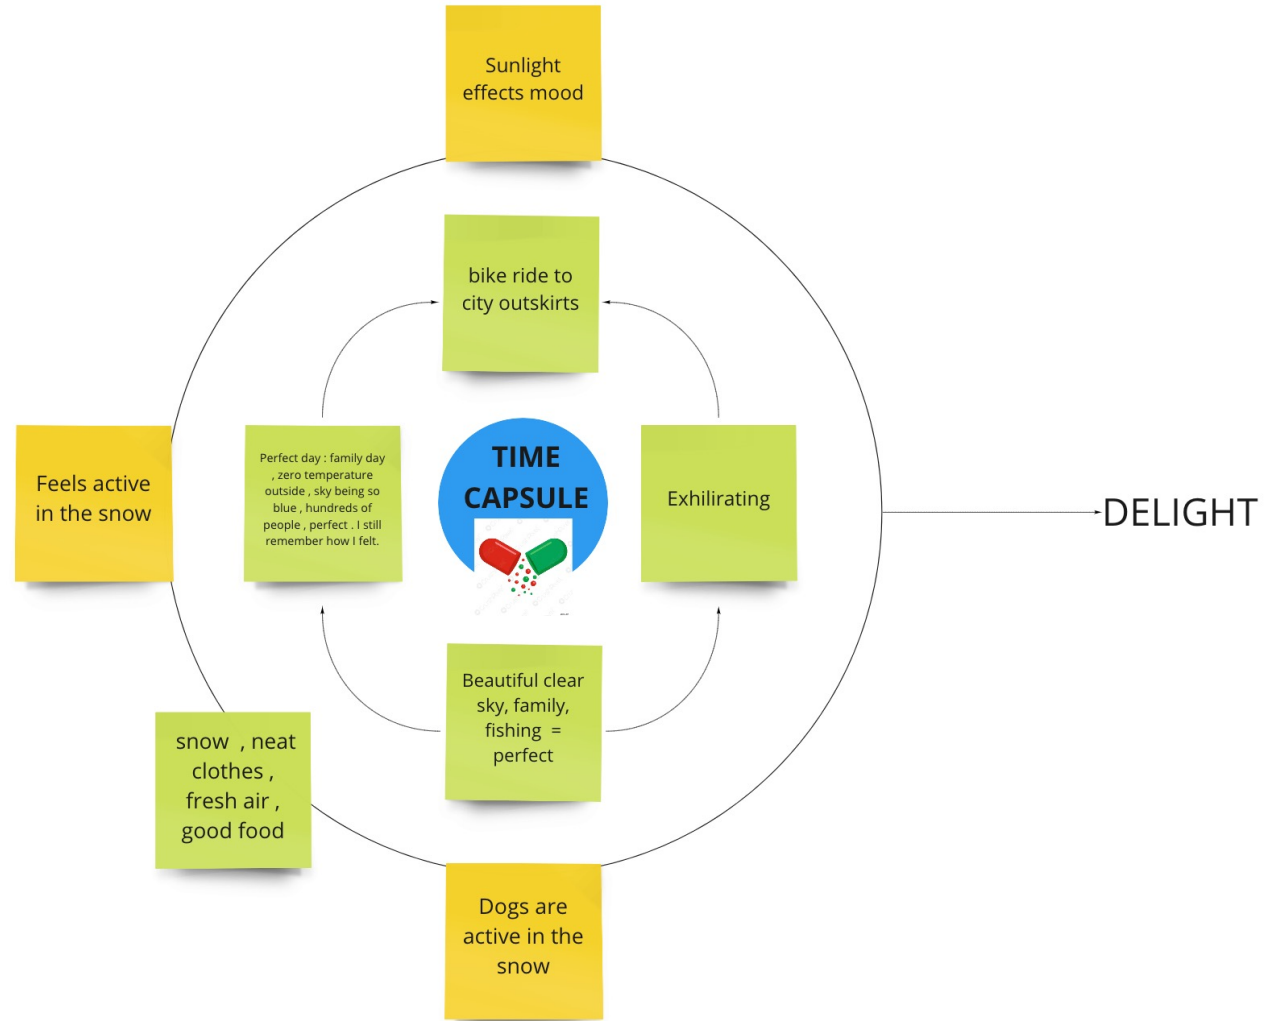 Sunlight
effects mood
bike ride to
city outskirts
Feels active
in the snow
Perfect day : family day
, zero temperature
outside , sky being so
blue , hundreds of
people , perfect . I still
remember how I felt.
TIME
CAPSULE
Exhilirating
DELIGHT
Beautiful clear
sky, family,
fishing =
perfect
snow , neat
clothes ,
fresh air ,
good food
Dogs are
active in the
snow